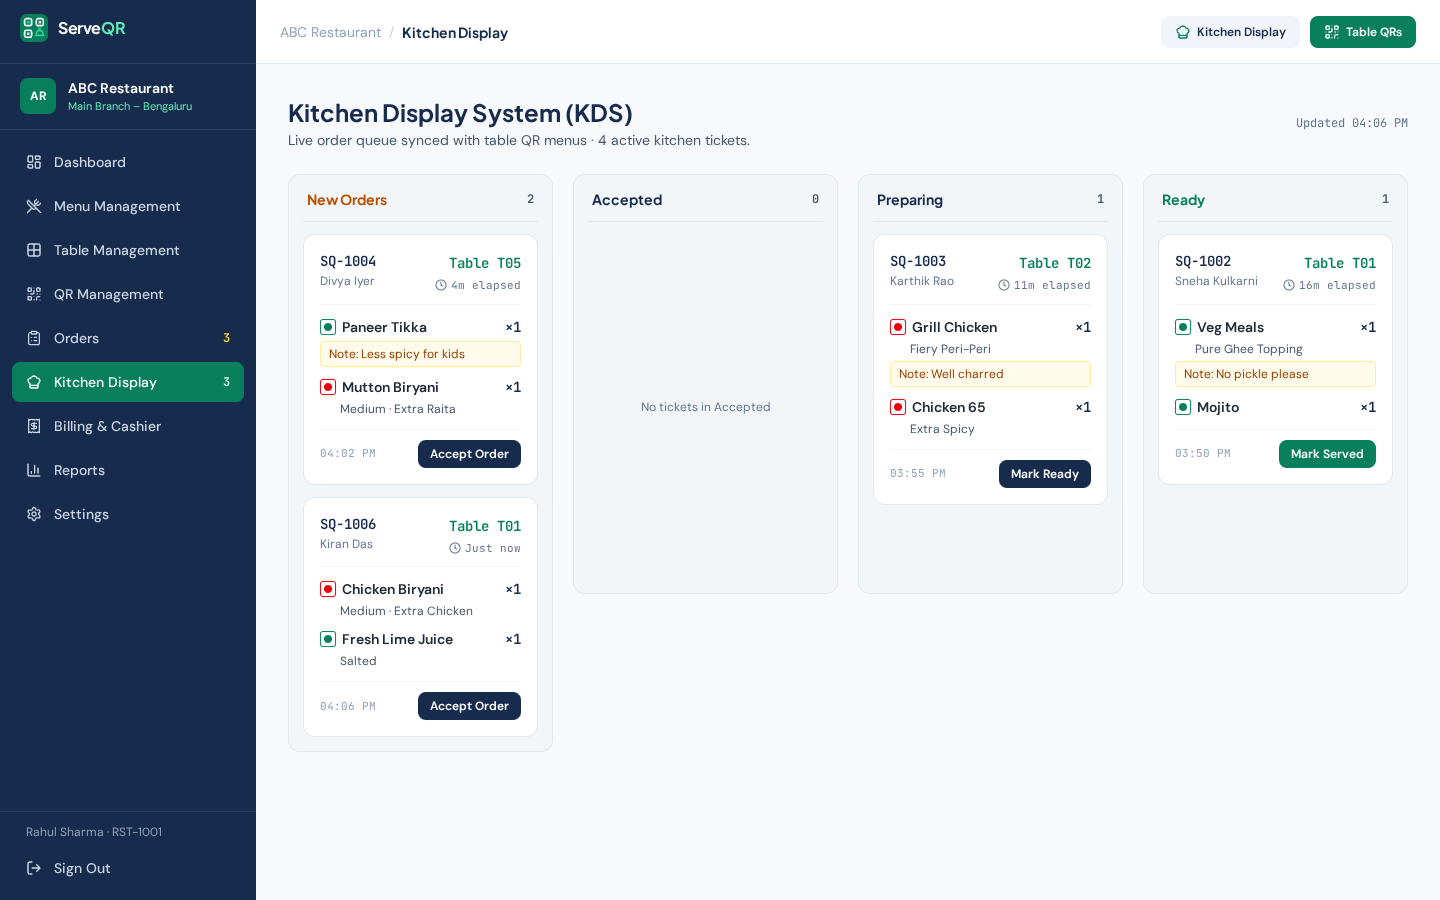 ServeQR
AR
ABC Restaurant
Main Branch – Bengaluru
Dashboard
Menu Management
Table Management
QR Management
Orders 3
Kitchen Display 3
Billing & Cashier
Reports
Settings
Rahul Sharma · RST-1001
Sign Out
ABC Restaurant / Kitchen Display
Kitchen Display
Table QRs
Kitchen Display System (KDS)
Live order queue synced with table QR menus · 4 active kitchen tickets.
Updated 04:06 PM
New Orders 2
SQ-1004 Table T05
Divya Iyer 4m elapsed
Paneer Tikka ×1
Note: Less spicy for kids
Mutton Biryani ×1
Medium · Extra Raita
04:02 PM Accept Order
SQ-1006 Table T01
Kiran Das Just now
Chicken Biryani ×1
Medium · Extra Chicken
Fresh Lime Juice ×1
Salted
04:06 PM Accept Order
Accepted 0
No tickets in Accepted
Preparing 1
SQ-1003 Table T02
Karthik Rao 11m elapsed
Grill Chicken ×1
Fiery Peri-Peri
Note: Well charred
Chicken 65 ×1
Extra Spicy
03:55 PM Mark Ready
Ready 1
SQ-1002 Table T01
Sneha Kulkarni 16m elapsed
Veg Meals ×1
Pure Ghee Topping
Note: No pickle please
Mojito ×1
03:50 PM Mark Served